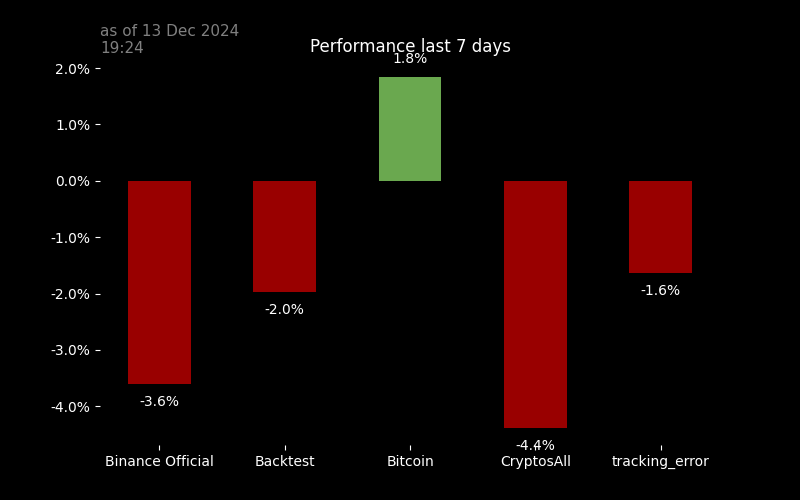 as of 13 Dec 2024
19:24
Performance last 7 days
1.8%
2.0%
1.0%
0.0%
-1.0%
-2.0%
-3.0%
-4.0%
-3.6%
-2.0%
-4.4%
-1.6%
Binance Official
Backtest
Bitcoin
CryptosAll
tracking_error